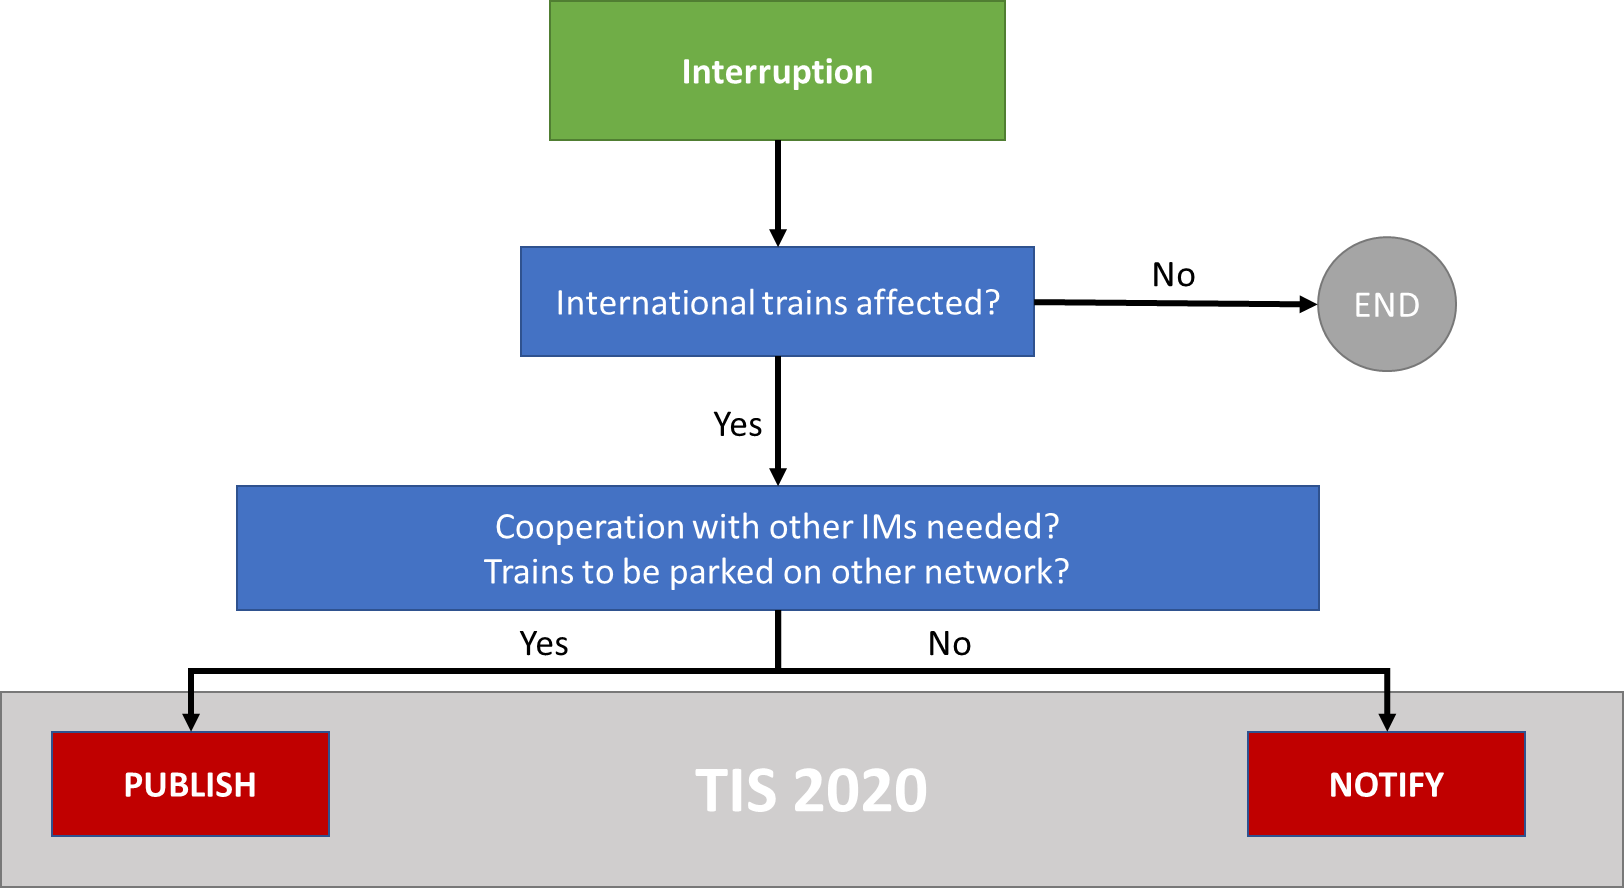 Interruption
International trains affected?
No
END
Yes
Cooperation with other IMs needed?
Trains to be parked on other network?
Yes
No
PUBLISH
TIS 2020
NOTIFY